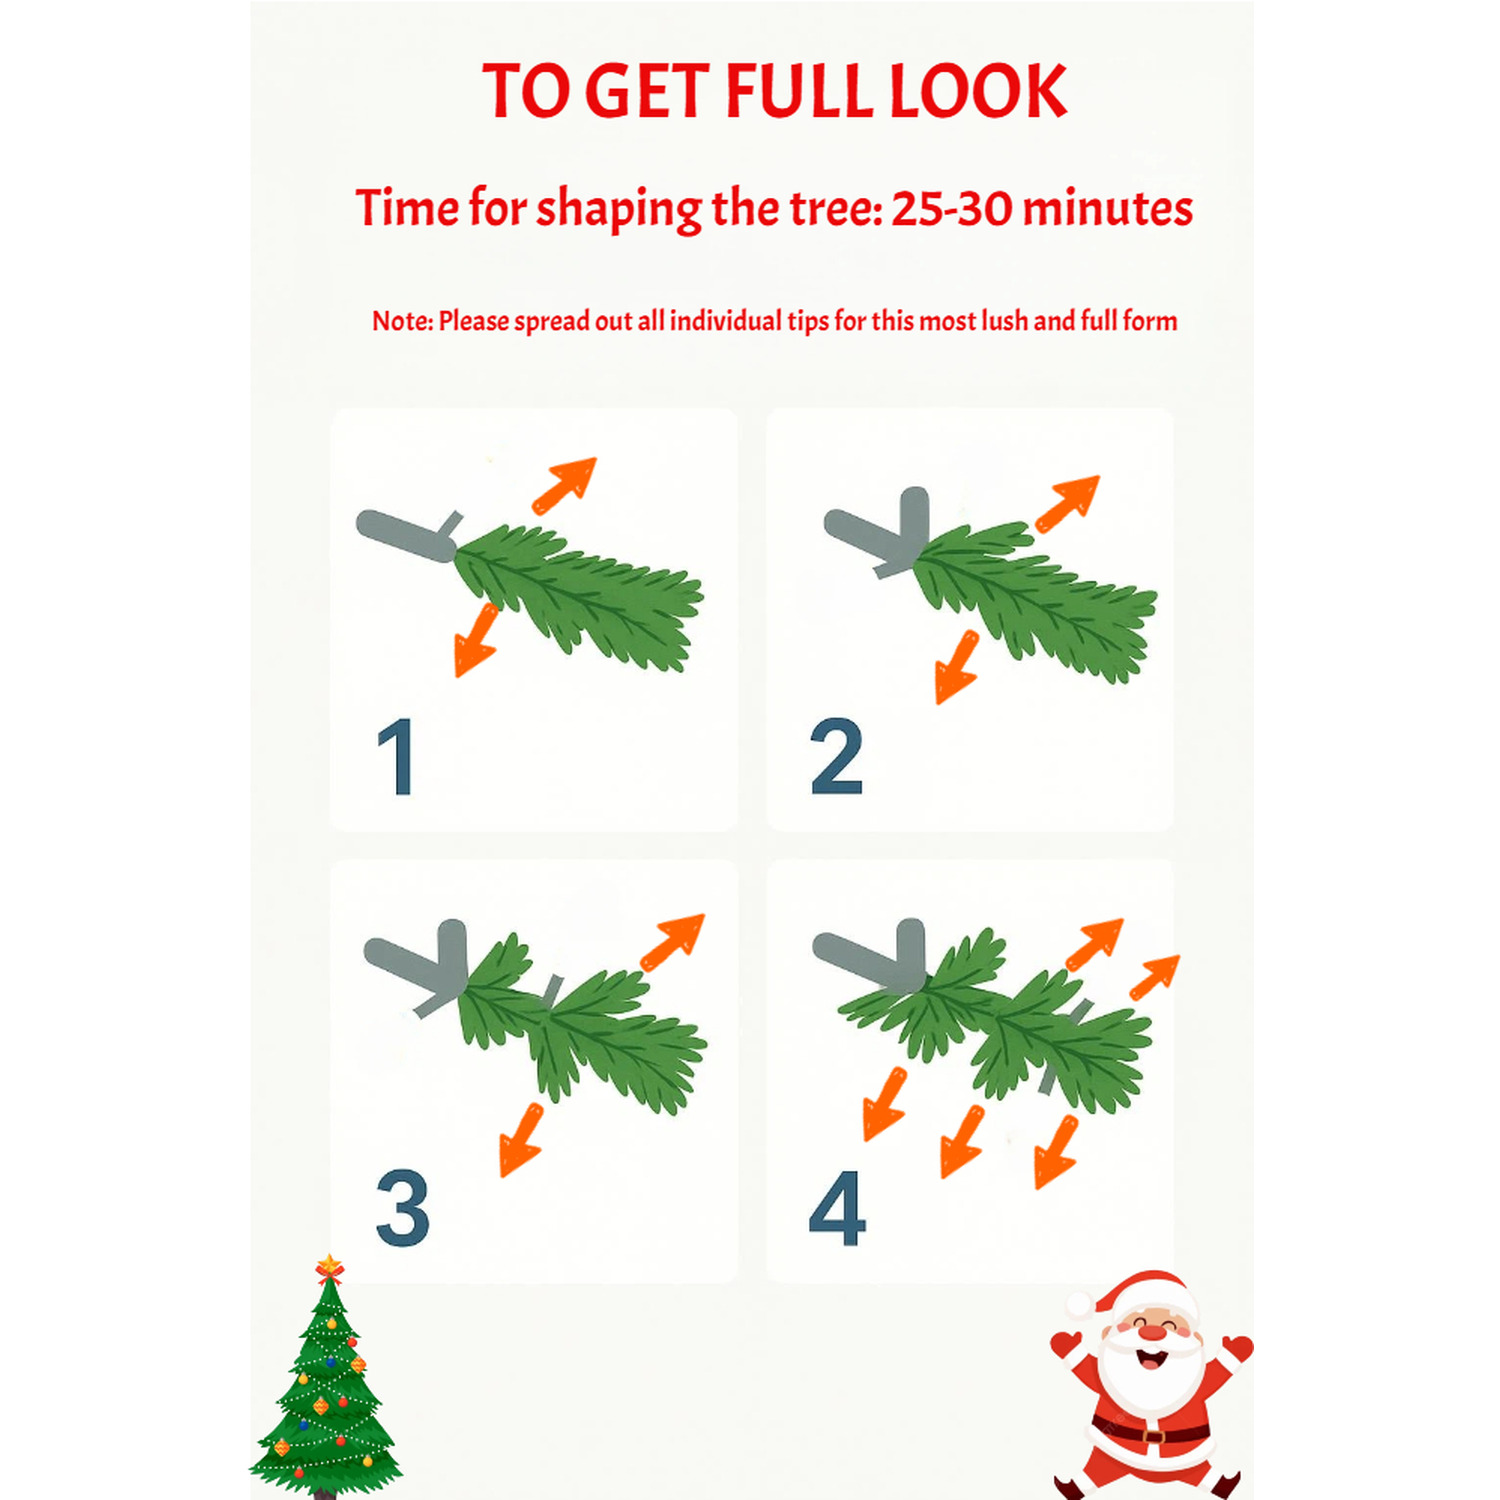 TO GET FULL LOOK
Time for shaping the tree: 25-30 minutes
Note: Please spread out all individual tips for this most lush and full form
1
2
3
4